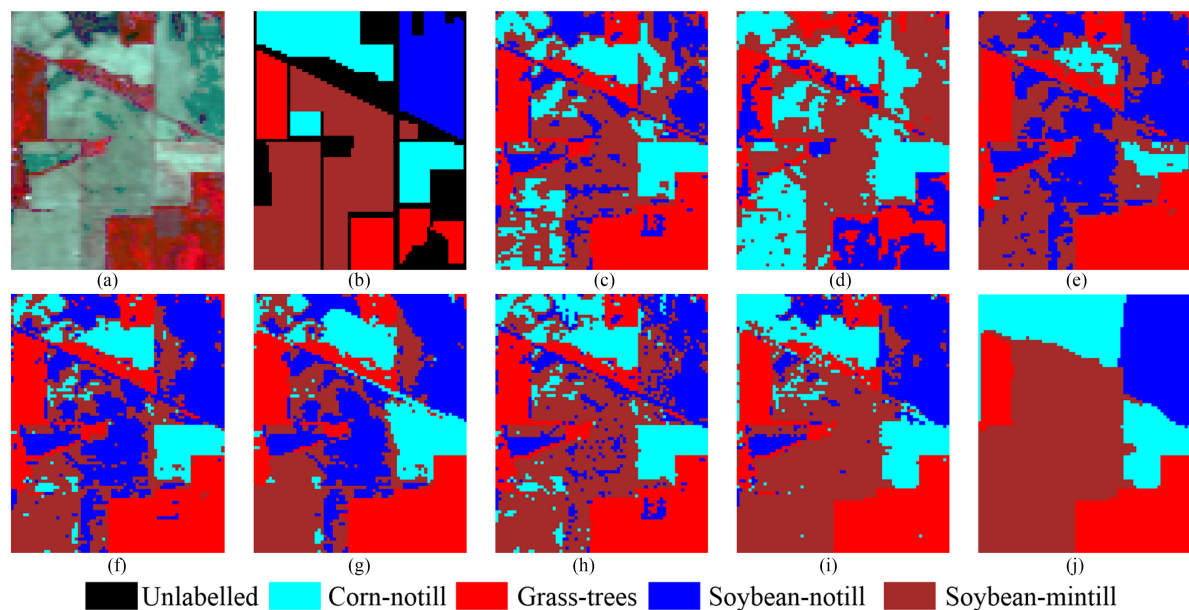 (a) (b) (c) (d) (e)
(f) (g) (h) (i) (j)
Unlabelled Corn-notill Grass-trees Soybean-notill Soybean-mintill